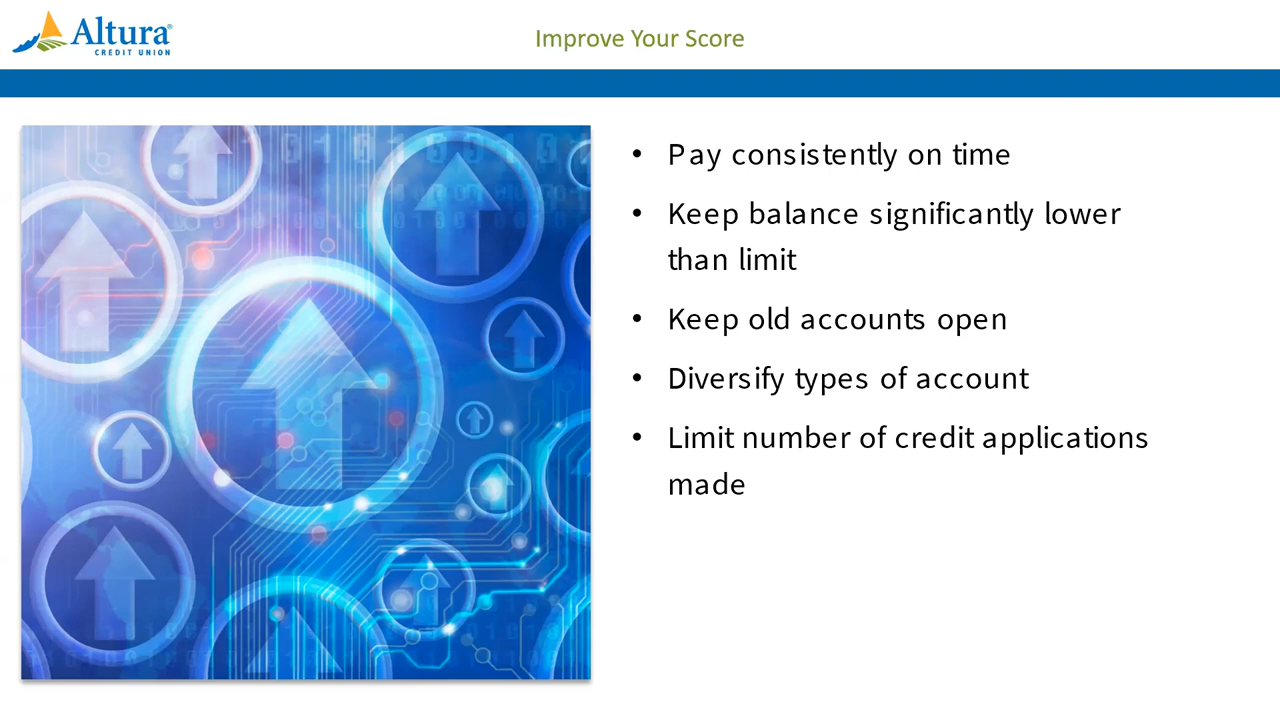 Altura®
CREDIT UNION
Improve Your Score
• Pay consistently on time
• Keep balance significantly lower
than limit
• Keep old accounts open
• Diversify types of account
• Limit number of credit applications
made